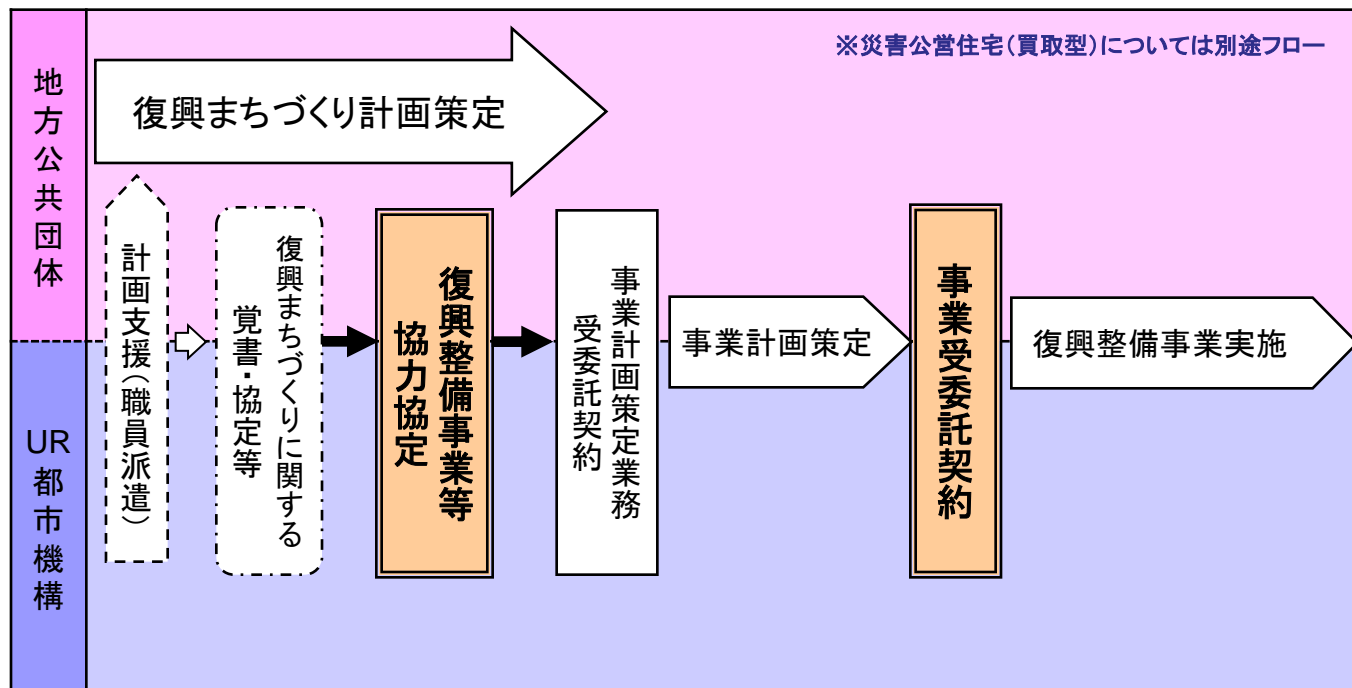 ※災害公営住宅(買取型)については別途フロー
地方公共団体
復興まちづくり計画策定
計画支援(職員派遣)
復興まちづくりに関する
覚書・協定等
復興整備事業等
協力協定
事業計画策定業務
受委託契約
事業計画策定
事業受委託契約
復興整備事業実施
UR都市機構